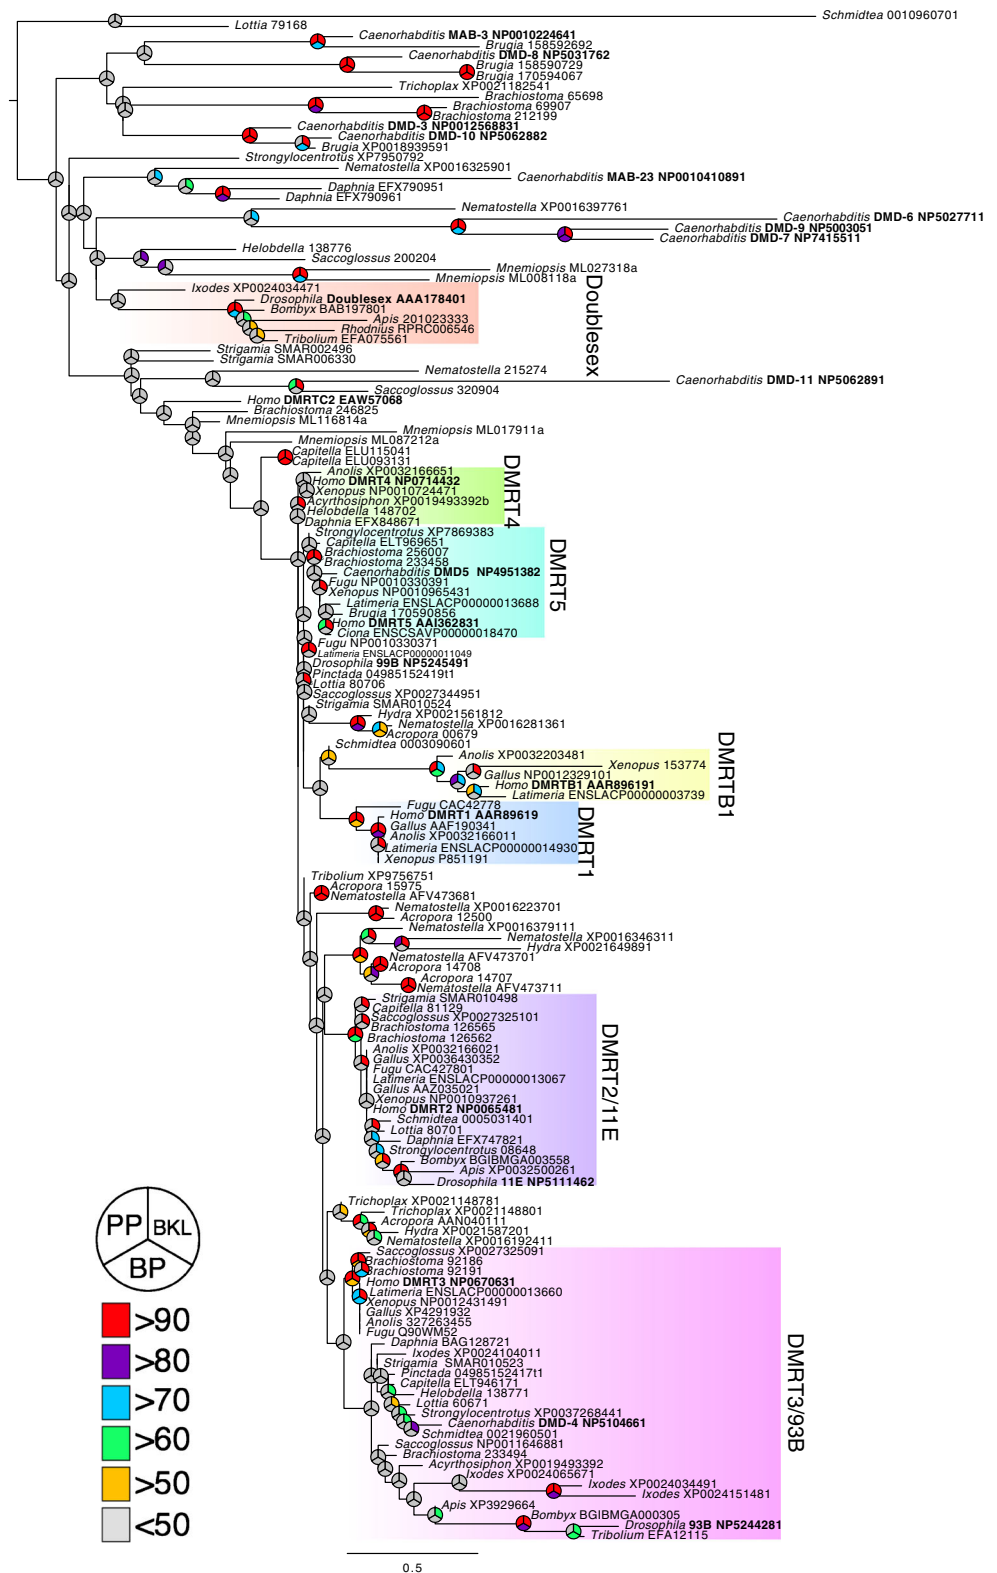 Schmidtea 0010960701
Lottia 79168
Caenorhabditis MAB-3 NP0010224641
Brugia 158592692
Caenorhabditis DMD-8 NP5031762
Brugia 158590729
Brugia 170594067
Trichoplax XP0021182541
Brachiostoma 65698
Brachiostoma 69907
Brachiostoma 212199
Caenorhabditis DMD-3 NP0012568831
Caenorhabditis DMD-10 NP5062882
Brugia XP0018939591
Strongylocentrotus XP7950792
Nematostella XP0016325901
Caenorhabditis MAB-23 NP0010410891
Daphnia EFX790951
Daphnia EFX790961
Nematostella XP0016397761
Caenorhabditis DMD-6 NP5027711
Caenorhabditis DMD-9 NP5003051
Caenorhabditis DMD-7 NP7415511
Helobdella 138776
Saccoglossus 200204
Mnemiopsis ML027318a
Mnemiopsis ML008118a
Ixodes XP0024034471
Drosophila Doublesex AAA178401
Bombyx BAB197801
Apis 201023333
Rhodnius RPRC006546
Tribolium EFA075561
Doublesex
Strigamia SMAR002496
Strigamia SMAR006330
Nematostella 215274
Caenorhabditis DMD-11 NP5062891
Saccoglossus 320904
Homo DMRTC2 EAW57068
Brachiostoma 246825
Mnemiopsis ML116814a
Mnemiopsis ML017911a
Mnemiopsis ML087212a
Capitella ELU115041
Capitella ELU093131
Anolis XP0032166651
Homo DMRT4 NP0714432
Xenopus NP0010724471
Acyrthosiphon XP0019493392b
Helobdella 148702
Daphnia EFX848671
DMRT4
Strongylocentrotus XP7869383
Capitella ELT969651
Brachiostoma 256007
Brachiostoma 233458
Caenorhabditis DMD5 NP4951382
Fugu NP0010330391
Xenopus NP0010965431
Latimeria ENSLACP00000013688
Brugia 170590856
Homo DMRT5 AAI362831
Ciona ENSCSAVP00000018470
DMRT5
Fugu NP0010330371
Latimeria ENSLACP00000011049
Drosophila 99B NP5245491
Pinctada 04985152419t1
Lottia 80706
Saccoglossus XP0027344951
Strigamia SMAR010524
Hydra XP0021561812
Nematostella XP0016281361
Acropora 00679
Schmidtea 0003090601
Anolis XP0032203481
Xenopus 153774
Gallus NP0012329101
Homo DMRTB1 AAR896191
Latimeria ENSLACP00000003739
DMRTB1
Fugu CAC42778
Homo DMRT1 AAR89619
Gallus AAF190341
Anolis XP0032166011
Latimeria ENSLACP00000014930
Xenopus P851191
DMRT1
Tribolium XP9756751
Acropora 15975
Nematostella AFV473681
Nematostella XP0016223701
Acropora 12500
Nematostella XP0016379111
Nematostella XP0016346311
Hydra XP0021649891
Nematostella AFV473701
Acropora 14708
Acropora 14707
Nematostella AFV473711
Strigamia SMAR010498
Capitella 81129
Saccoglossus XP0027325101
Brachiostoma 126565
Brachiostoma 126562
Anolis XP0032166021
Gallus XP0036430352
Fugu CAC427801
Latimeria ENSLACP00000013067
Gallus AAZ035021
Xenopus NP0010937261
Homo DMRT2 NP0065481
Schmidtea 0005031401
Lottia 80701
Daphnia EFX747821
Strongylocentrotus 08648
Bombyx BGIBMGA003558
Apis XP0032500261
Drosophila 11E NP5111462
DMRT2/11E
Trichoplax XP0021148781
Trichoplax XP0021148801
Acropora AAN040111
Hydra XP0021587201
Nematostella XP0016192411
Saccoglossus XP0027325091
Brachiostoma 92186
Brachiostoma 92191
Homo DMRT3 NP0670631
Latimeria ENSLACP00000013660
Xenopus NP0012431491
Gallus XP4291932
Anolis 327263455
Fugu Q90WM52
Daphnia BAG128721
Ixodes XP0024104011
Strigamia SMAR010523
Pinctada 04985152417t1
Capitella ELT946171
Helobdella 138771
Lottia 60671
Strongylocentrotus XP0037268441
Caenorhabditis DMD-4 NP5104661
Schmidtea 0021960501
Saccoglossus NP0011646881
Brachiostoma 233494
Acyrthosiphon XP0019493392
Ixodes XP0024065671
Ixodes XP0024034491
Ixodes XP0024151481
Apis XP3929664
Bombyx BGIBMGA000305
Drosophila 93B NP5244281
Tribolium EFA12115
DMRT3/93B
PP
BKL
BP
>90
>80
>70
>60
>50
<50
0.5